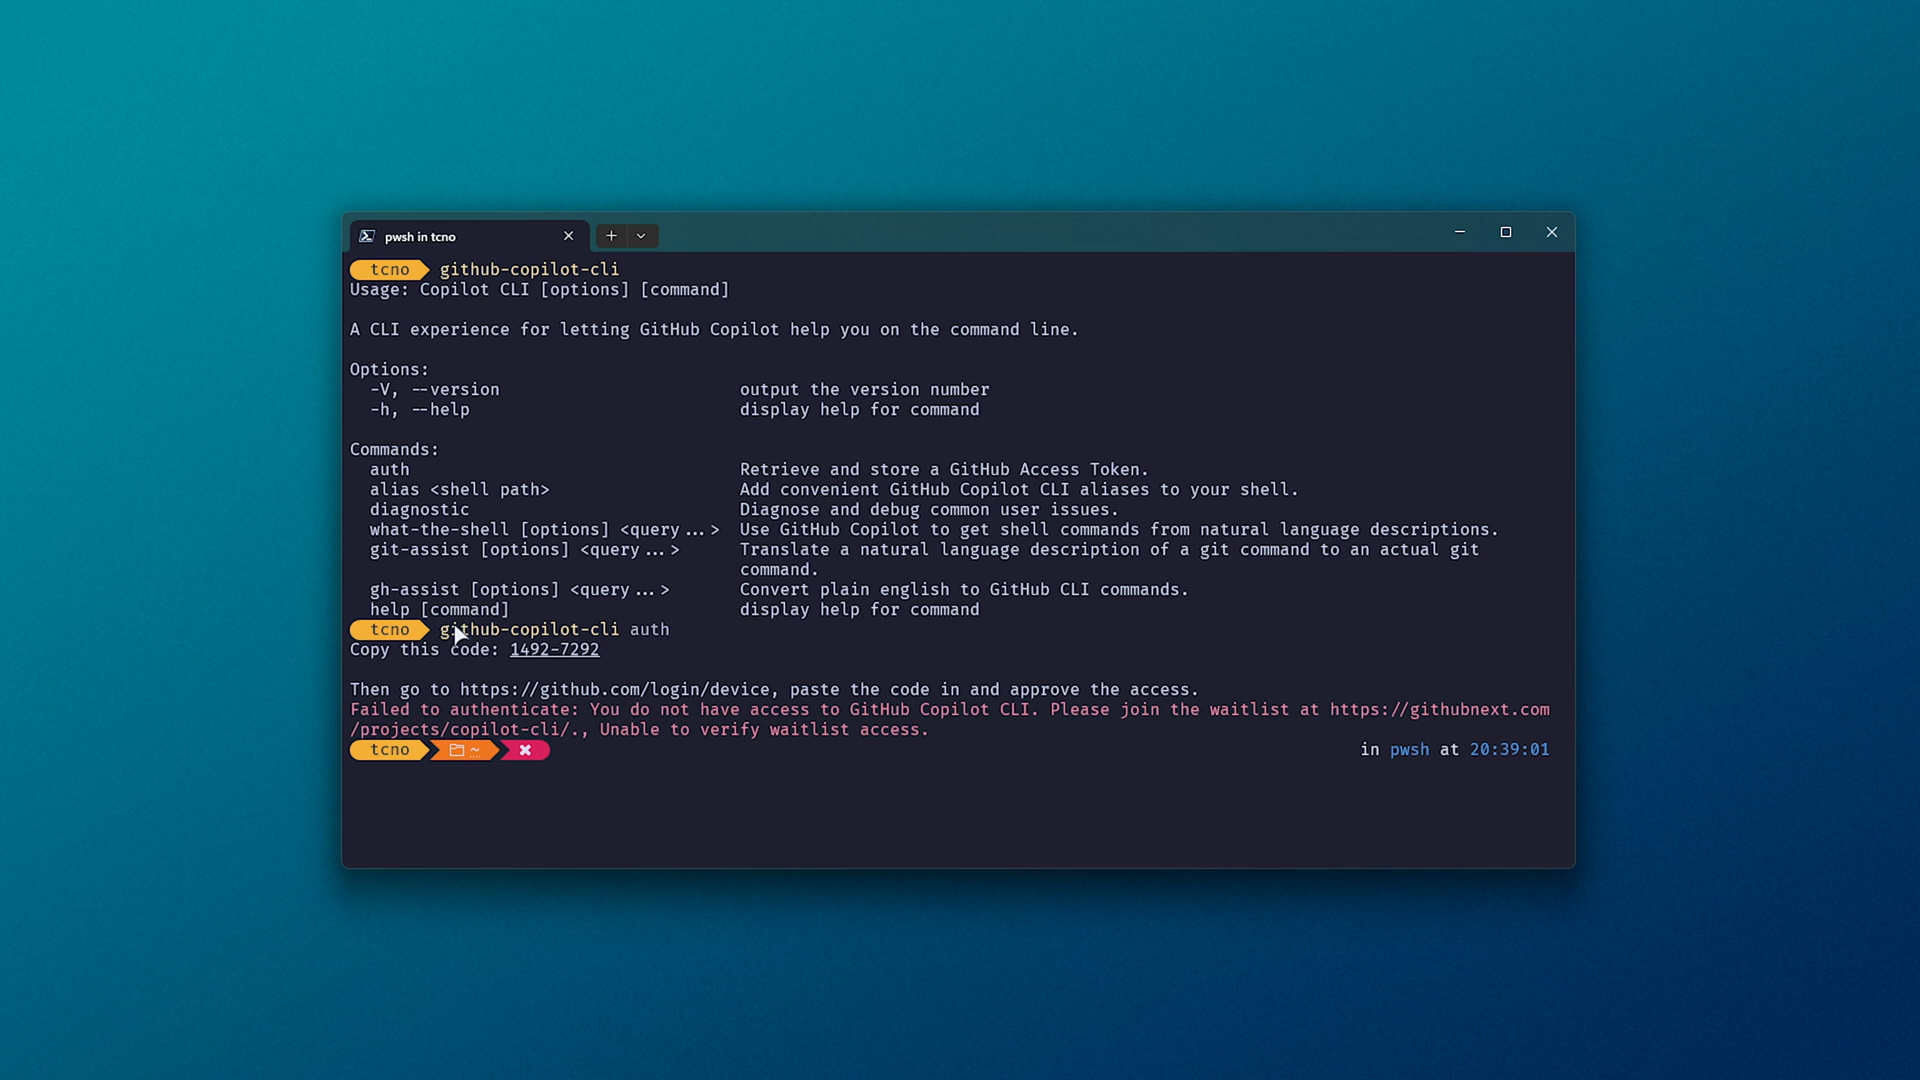 pwsh in tcno
tcno github-copilot-cli
Usage: Copilot CLI [options] [command]
A CLI experience for letting GitHub Copilot help you on the command line.
Options:
-V, --version output the version number
-h, --help display help for command
Commands:
auth Retrieve and store a GitHub Access Token.
alias <shell path> Add convenient GitHub Copilot CLI aliases to your shell.
diagnostic Diagnose and debug common user issues.
what-the-shell [options] <query...> Use GitHub Copilot to get shell commands from natural language descriptions.
git-assist [options] <query...> Translate a natural language description of a git command to an actual git
command.
gh-assist [options] <query...> Convert plain english to GitHub CLI commands.
help [command] display help for command
tcno github-copilot-cli auth
Copy this code: 1492-7292
Then go to https://github.com/login/device, paste the code in and approve the access.
Failed to authenticate: You do not have access to GitHub Copilot CLI. Please join the waitlist at https://githubnext.com
/projects/copilot-cli/., Unable to verify waitlist access.
tcno ~ in pwsh at 20:39:01